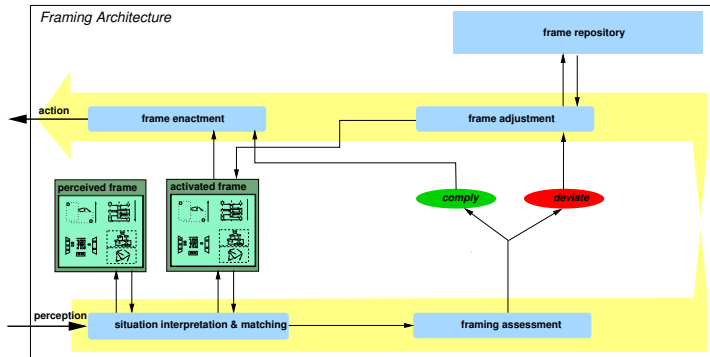 Framing Architecture
frame repository
action
frame enactment
frame adjustment
perceived frame
activated frame
comply
deviate
perception
situation interpretation & matching
framing assessment